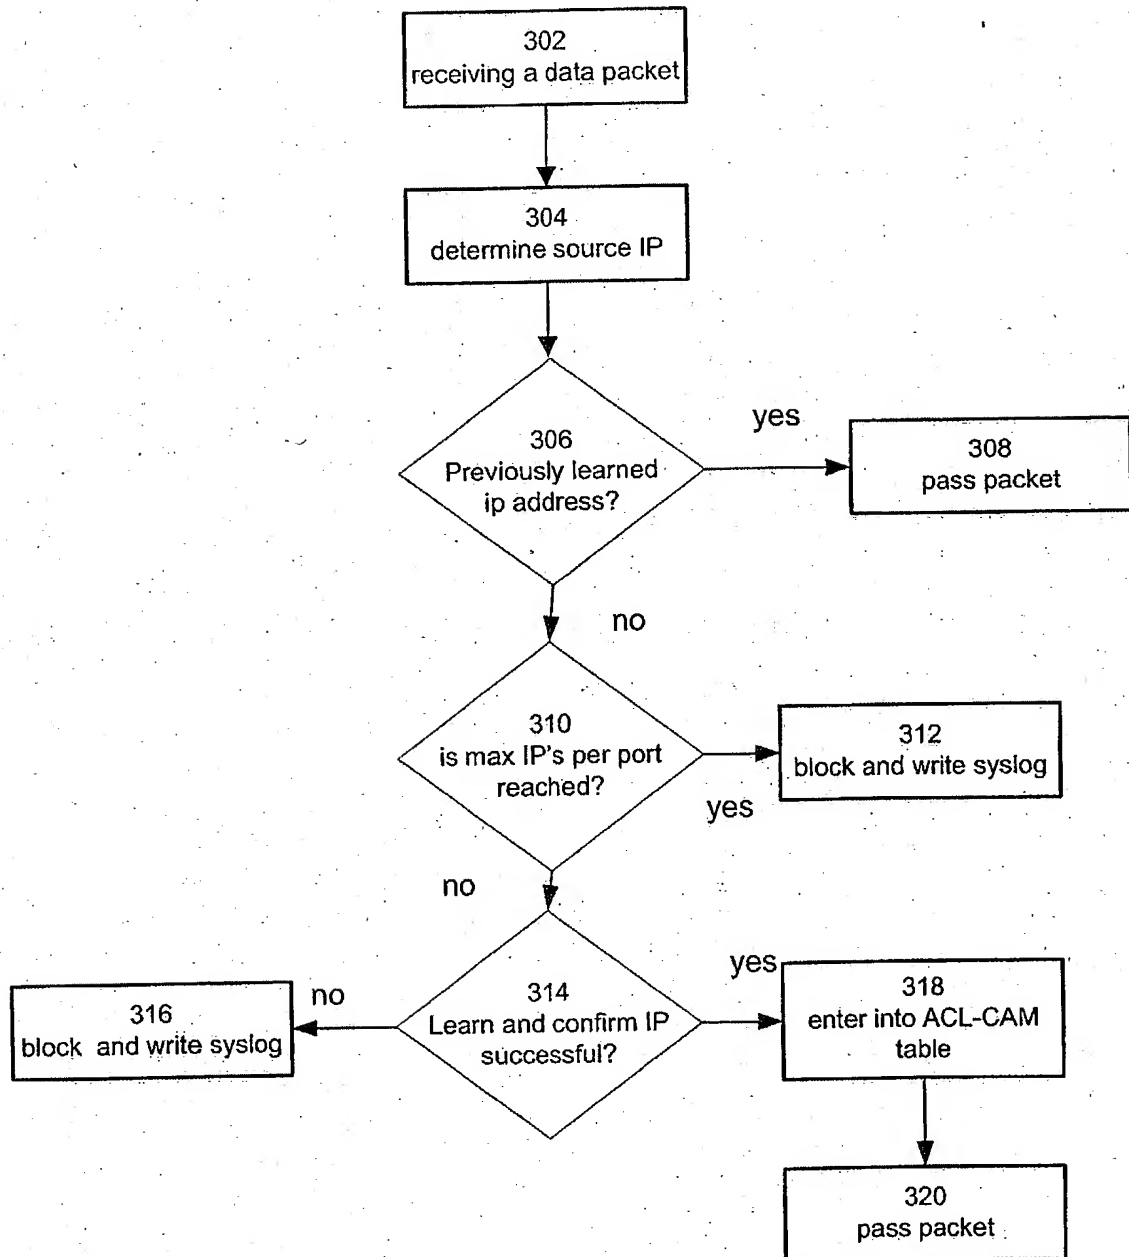 302
receiving a data packet
304
determine source IP
306
Previously learned
ip address?
yes
308
pass packet
no
310
is max IP's per port
reached?
yes
312
block and write syslog
no
314
Learn and confirm IP
successful?
no
316
block and write syslog
yes
318
enter into ACL-CAM
table
320
pass packet